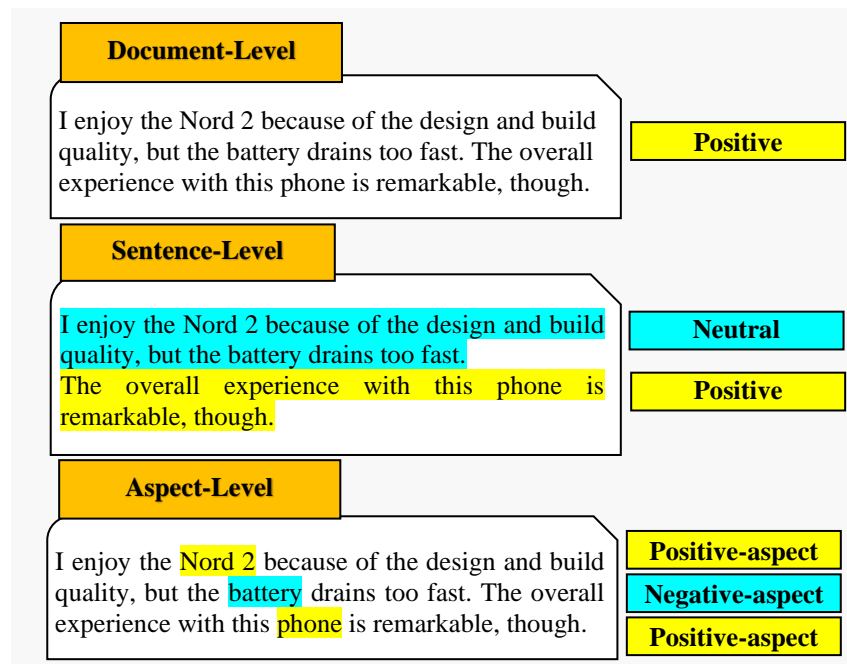 Document-Level
I enjoy the Nord 2 because of the design and build
quality, but the battery drains too fast. The overall
experience with this phone is remarkable, though.
Positive
Sentence-Level
I enjoy the Nord 2 because of the design and build
quality, but the battery drains too fast.
The overall experience with this phone is
remarkable, though.
Neutral
Positive
Aspect-Level
I enjoy the Nord 2 because of the design and build
quality, but the battery drains too fast. The overall
experience with this phone is remarkable, though.
Positive-aspect
Negative-aspect
Positive-aspect